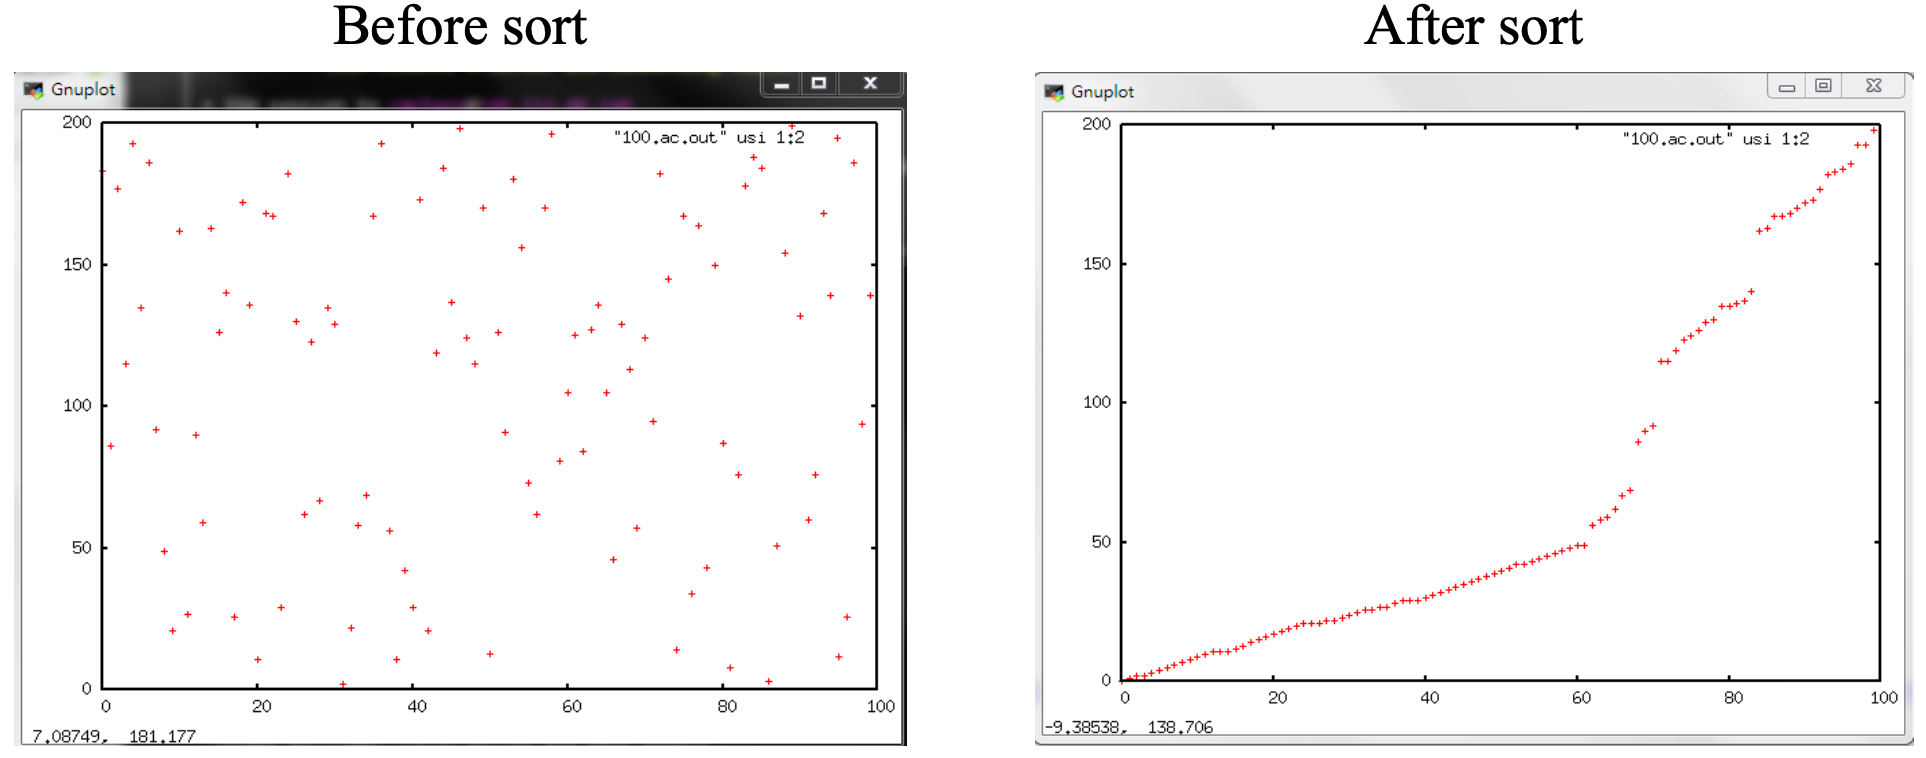 Before sort
After sort
Gnuplot
"100.ac.out" usi 1:2
200
150
100
50
0
0 20 40 60 80 100
7.08749, 181.177
Gnuplot
"100.ac.out" usi 1:2
200
150
100
50
0
0 20 40 60 80 100
-9.38538, 138.706